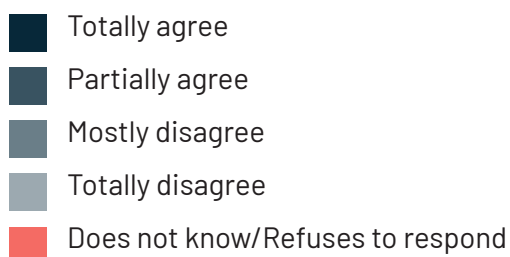 Totally agree
Partially agree
Mostly disagree
Totally disagree
Does not know/Refuses to respond